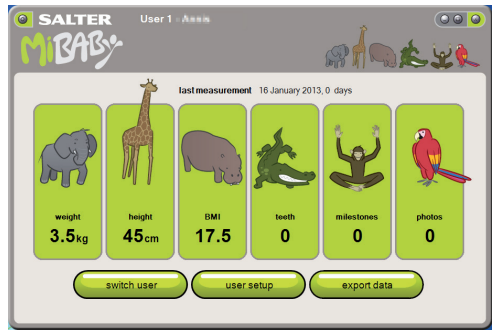 SALTER
User 1 -
MiBABY
last measurement 16 January 2013, 0 days
weight height BMI teeth milestones photos
3.5kg 45cm 17.5 0 0 0
switch user user setup export data